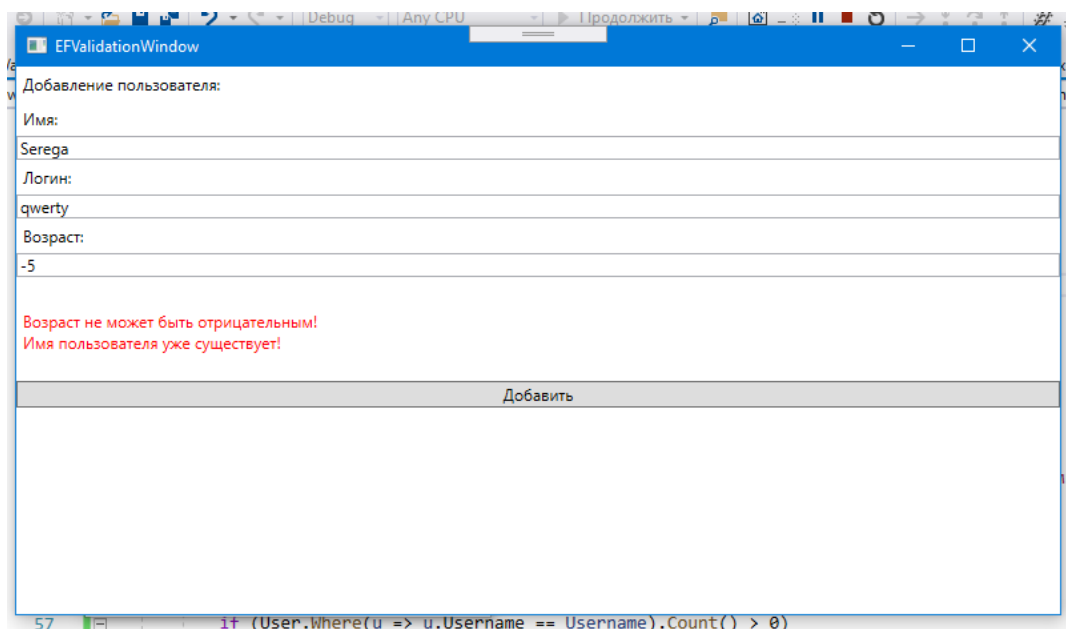 Debug Any CPU Продолжить
EFValidationWindow
Добавление пользователя:
Имя:
Serega
Логин:
qwerty
Возраст:
-5
Возраст не может быть отрицательным!
Имя пользователя уже существует!
Добавить
57 if (User.Where(u => u.Username == Username).Count() > 0)